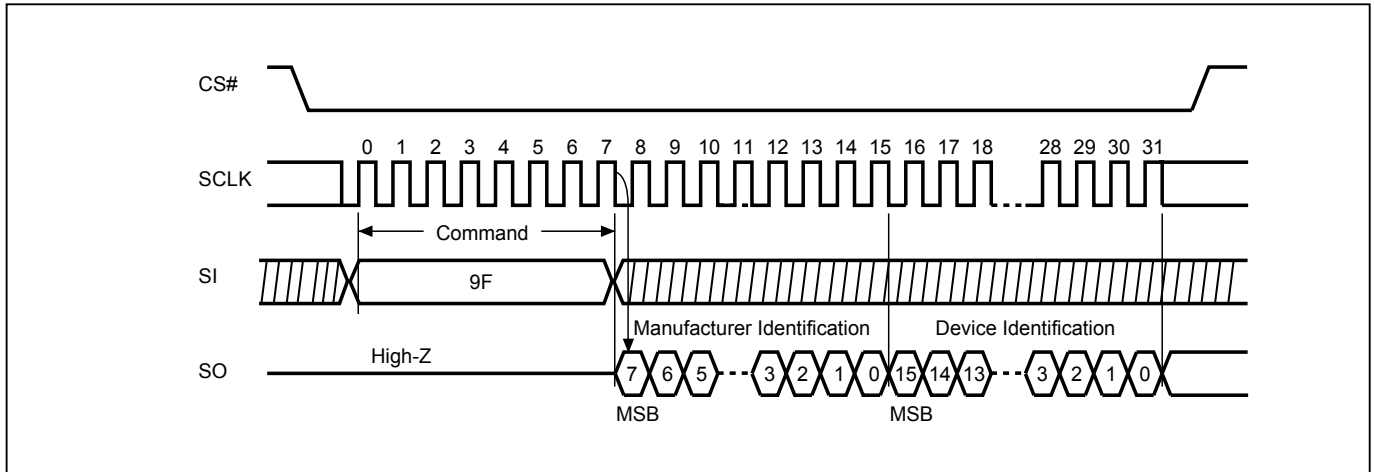 CS#
0 1 2 3 4 5 6 7 8 9 10 11 12 13 14 15 16 17 18 28 29 30 31
SCLK
Command
SI
9F
Manufacturer Identification Device Identification
High-Z
SO
7 6 5 3 2 1 0 15 14 13 3 2 1 0
MSB MSB